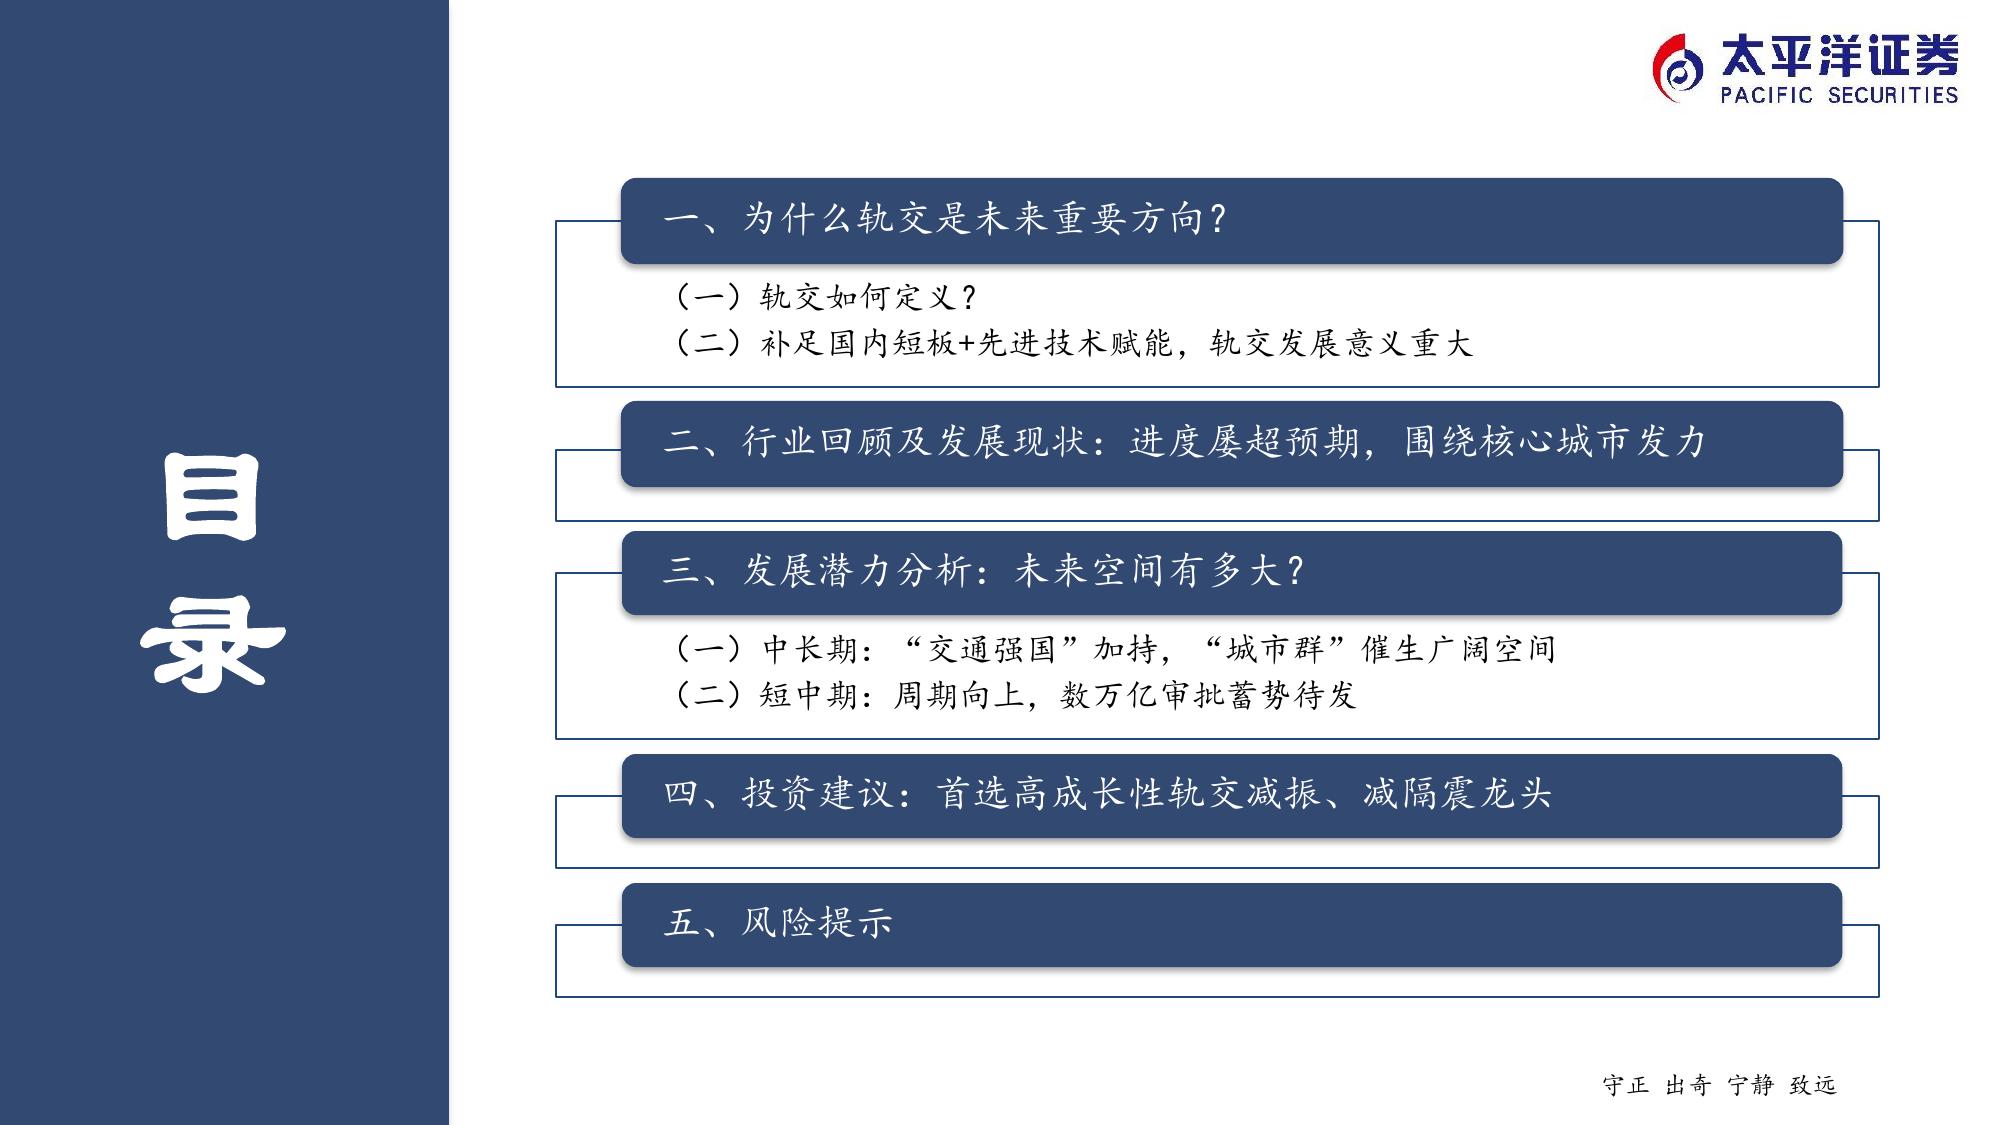 太平洋证券
PACIFIC SECURITIES
目
录
一、为什么轨交是未来重要方向？
（一）轨交如何定义？
（二）补足国内短板+先进技术赋能，轨交发展意义重大
二、行业回顾及发展现状：进度屡超预期，围绕核心城市发力
三、发展潜力分析：未来空间有多大？
（一）中长期：“交通强国”加持，“城市群”催生广阔空间
（二）短中期：周期向上，数万亿审批蓄势待发
四、投资建议：首选高成长性轨交减振、减隔震龙头
五、风险提示
守正 出奇 宁静 致远